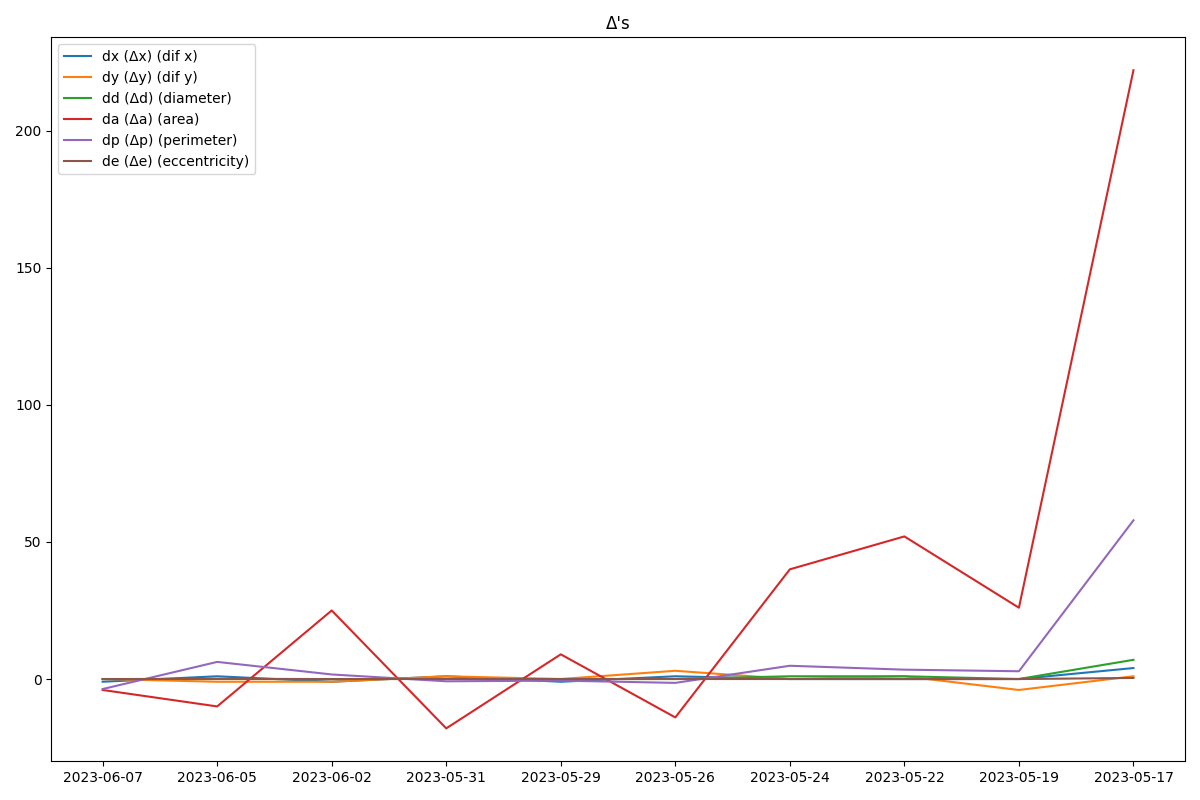 Δ's
dx (Δx) (dif x)
dy (Δy) (dif y)
dd (Δd) (diameter)
da (Δa) (area)
dp (Δp) (perimeter)
de (Δe) (eccentricity)
200
150
100
50
0
2023-06-07 2023-06-05 2023-06-02 2023-05-31 2023-05-29 2023-05-26 2023-05-24 2023-05-22 2023-05-19 2023-05-17